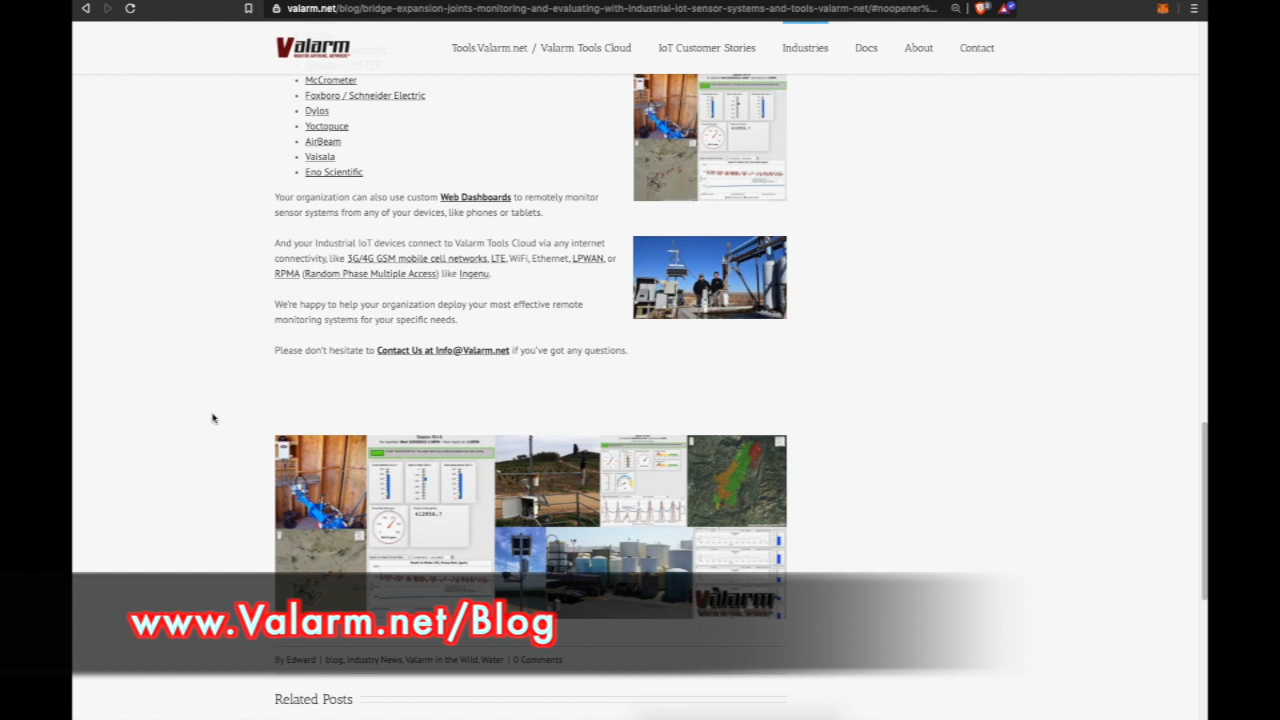 valarm.net/blog/bridge-expansion-joints-monitoring-and-evaluating-with-industrial-iot-sensor-systems-and-tools-valarm-net/#noopener%...
Valarm
Tools.Valarm.net / Valarm Tools Cloud
IoT Customer Stories
Industries
Docs
About
Contact
• McCrometer
• Foxboro / Schneider Electric
• Dylos
• Yoctopuce
• AirBeam
• Vaisala
• Eno Scientific
Your organization can also use custom Web Dashboards to remotely monitor
sensor systems from any of your devices, like phones or tablets.
And your Industrial IoT devices connect to Valarm Tools Cloud via any internet
connectivity, like 3G/4G GSM mobile cell networks, LTE, WiFi, Ethernet, LPWAN, or
RPMA (Random Phase Multiple Access) like Ingenu.
We're happy to help your organization deploy your most effective remote
monitoring systems for your specific needs.
Please don't hesitate to Contact Us at Info@Valarm.net if you've got any questions.
412956.7
Valarm
www.Valarm.net/Blog
By Edward | blog, Industry News, Valarm in the Wild, Water | 0 Comments
Related Posts